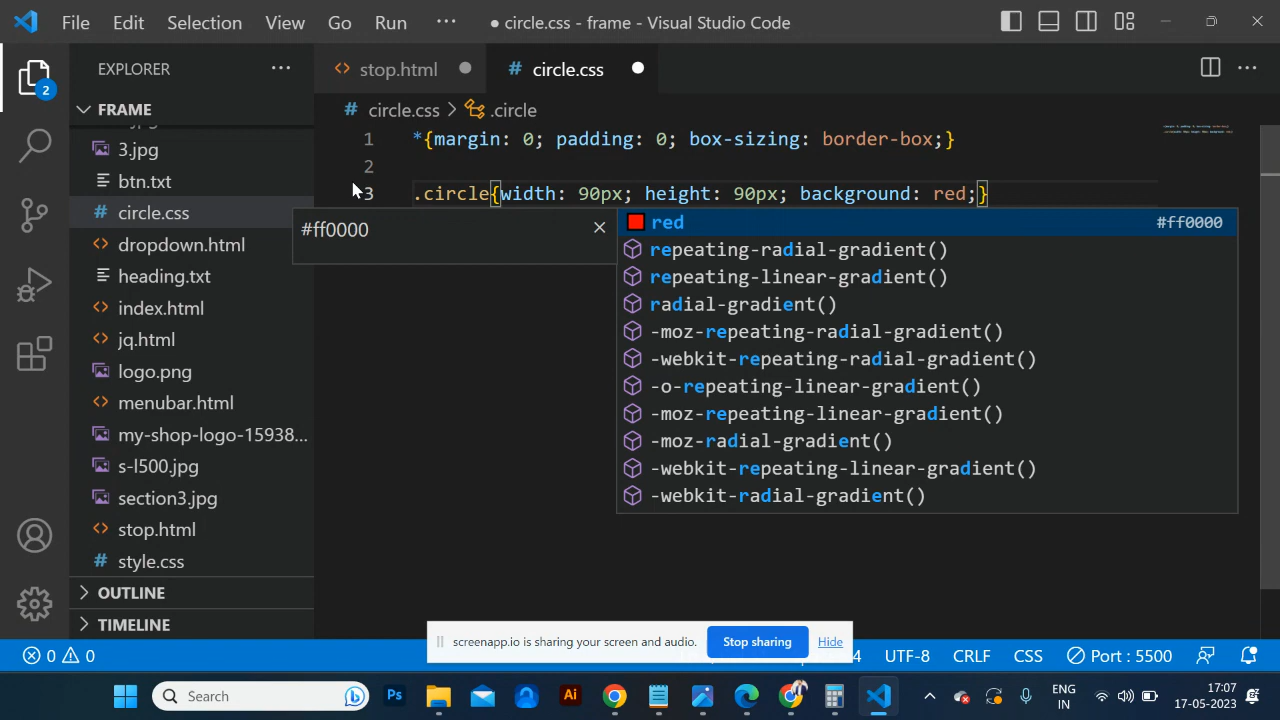 File Edit Selection View Go Run ··· ● circle.css - frame - Visual Studio Code
EXPLORER ···
stop.html ●
# circle.css ●
···
2
FRAME
# circle.css > .circle
3.jpg
btn.txt
# circle.css
dropdown.html
heading.txt
index.html
jq.html
logo.png
menubar.html
my-shop-logo-15938...
s-l500.jpg
section3.jpg
stop.html
# style.css
OUTLINE
TIMELINE
1 *{margin: 0; padding: 0; box-sizing: border-box;}
2
3 .circle{width: 90px; height: 90px; background: red;}
#ff0000 ×
red #ff0000
repeating-radial-gradient()
repeating-linear-gradient()
radial-gradient()
-moz-repeating-radial-gradient()
-webkit-repeating-radial-gradient()
-o-repeating-linear-gradient()
-moz-repeating-linear-gradient()
-moz-radial-gradient()
-webkit-repeating-linear-gradient()
-webkit-radial-gradient()
screenapp.io is sharing your screen and audio. Stop sharing Hide
0 0 4 UTF-8 CRLF CSS Port : 5500
Search Ps Ai ENG IN 17:07 17-05-2023